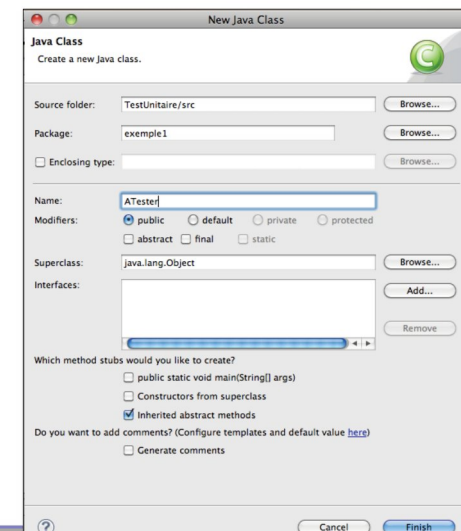 New Java Class
Java Class
Create a new Java class.
C
Source folder: TestUnitaire/src Browse...
Package: exemple1 Browse...
Enclosing type: Browse...
Name: ATester
Modifiers: public default private protected
abstract final static
Superclass: java.lang.Object Browse...
Interfaces: Add...
Remove
Which method stubs would you like to create?
public static void main(String[] args)
Constructors from superclass
Inherited abstract methods
Do you want to add comments? (Configure templates and default value here)
Generate comments
? Cancel Finish